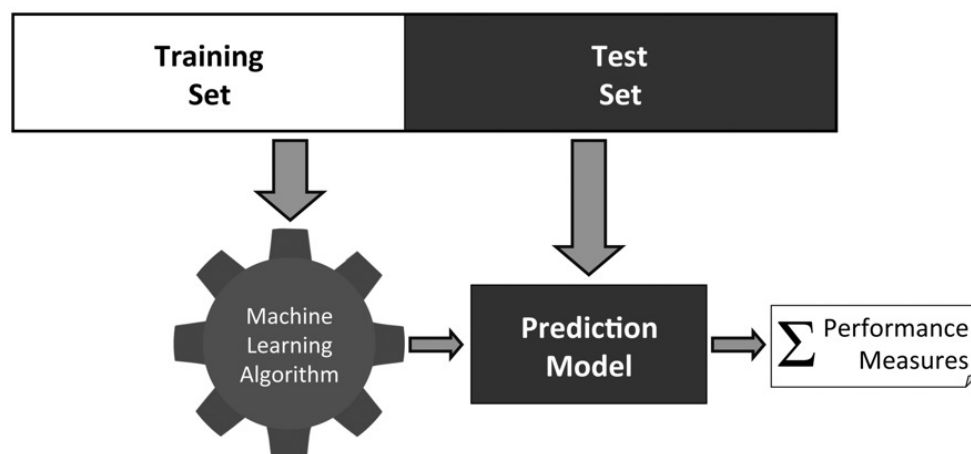 Training
Set
Test
Set
Machine
Learning
Algorithm
Prediction
Model
∑ Performance
Measures